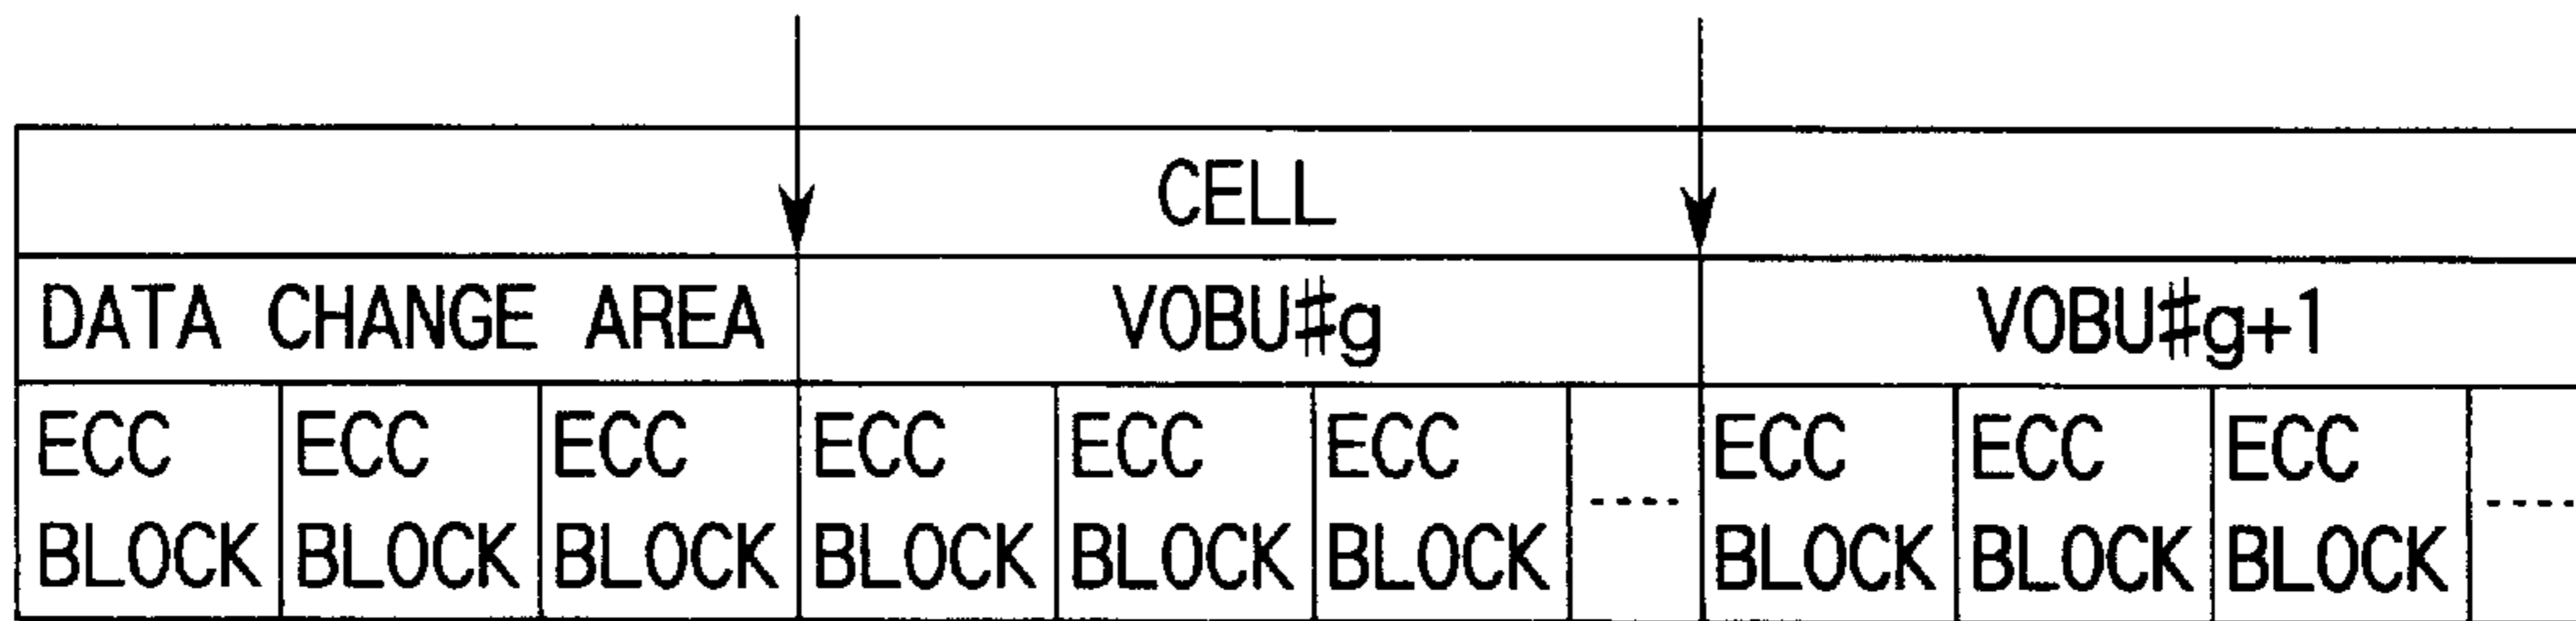 CELL
DATA CHANGE AREA VOBU#g VOBU#g+1
ECC ECC ECC ECC ECC ECC ECC ECC ECC
BLOCK BLOCK BLOCK BLOCK BLOCK BLOCK ---- BLOCK BLOCK BLOCK ----